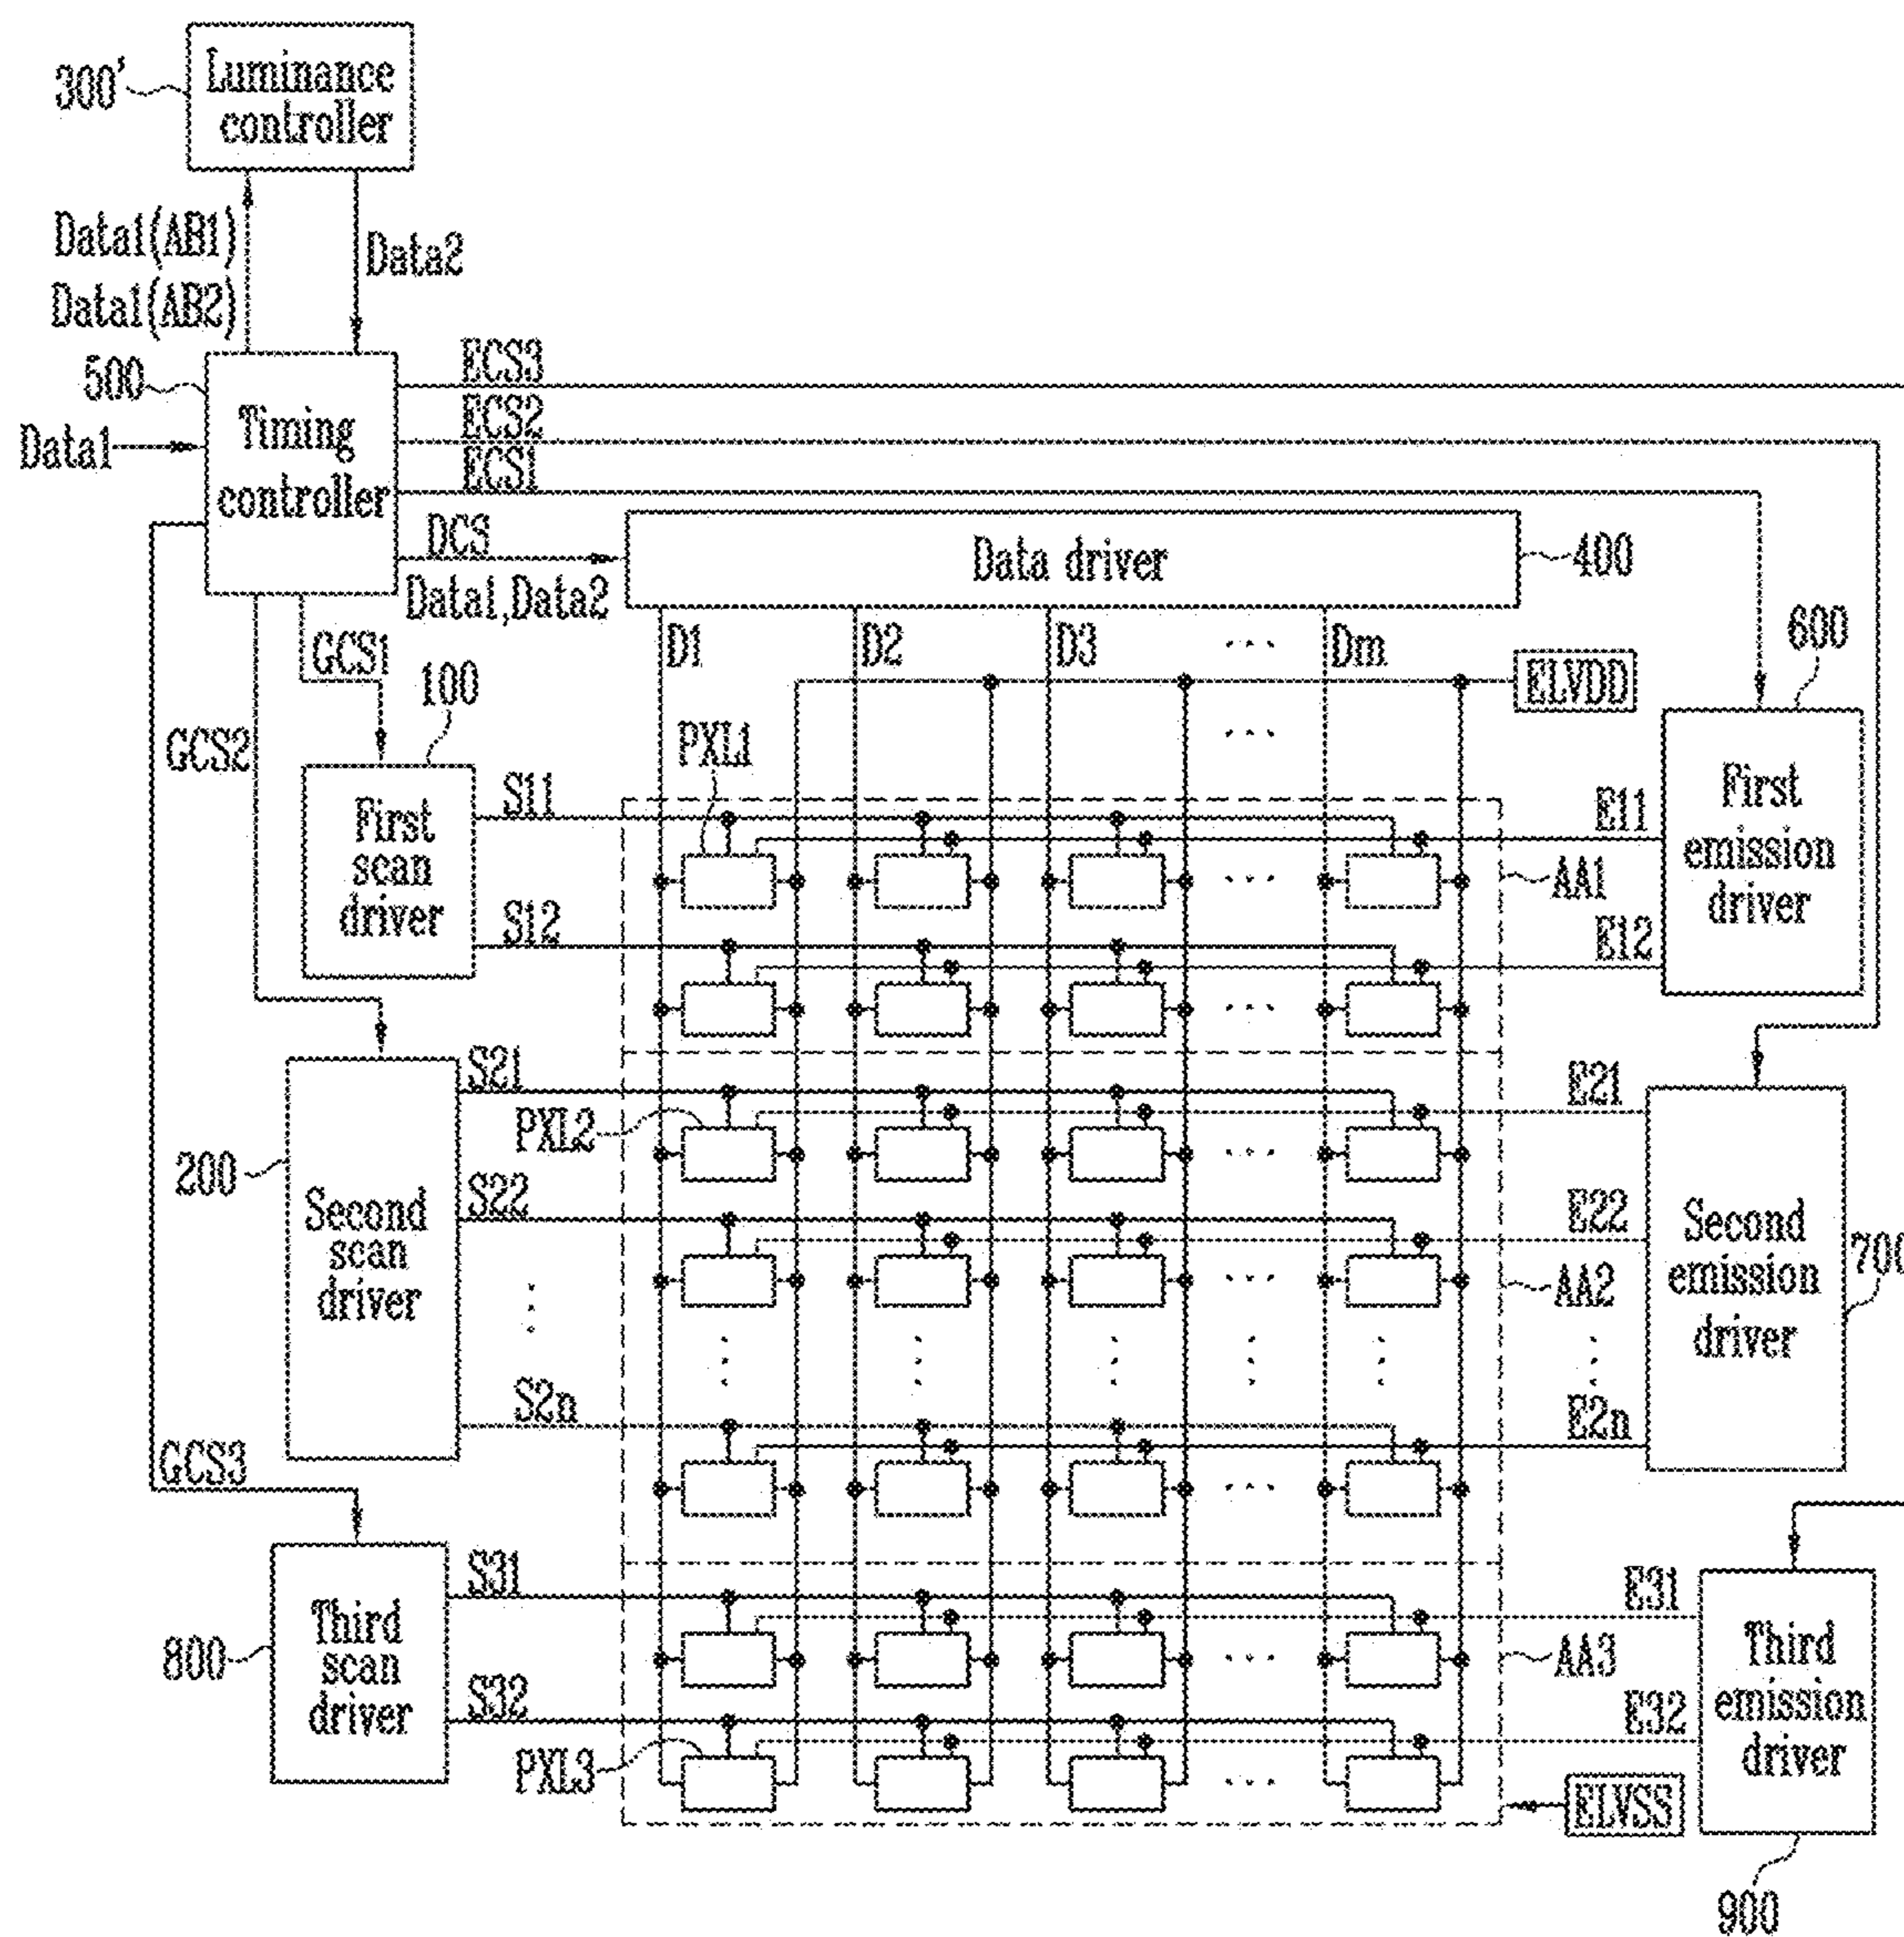 300'
Luminance
controller
Data1(AB1)
Data1(AB2)
Data2
500
Timing
controller
Data1
ECS3
ECS2
ECS1
DCS
Data1,Data2
Data driver
400
GCS1
GCS2
GCS3
D1
D2
D3
...
Dm
ELVDD
...
600
100
First
scan
driver
PXL1
S11
S12
E11
E12
AA1
First
emission
driver
200
Second
scan
driver
S21
PXL2
S22
S2n
E21
E22
E2n
AA2
Second
emission
driver
700
800
Third
scan
driver
S31
S32
PXL3
E31
E32
AA3
Third
emission
driver
ELVSS
900